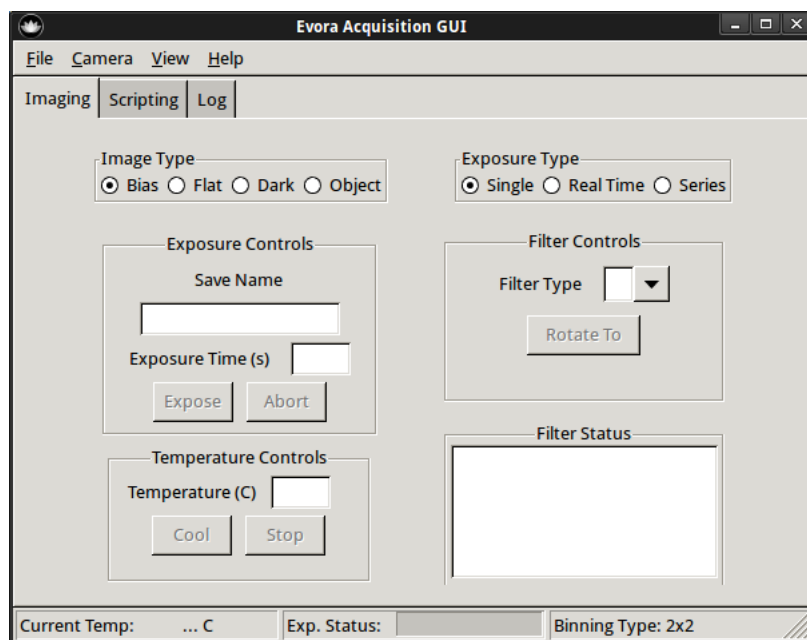 Evora Acquisition GUI
File Camera View Help
Imaging Scripting Log
Image Type
Bias Flat Dark Object
Exposure Type
Single Real Time Series
Exposure Controls
Save Name
Exposure Time (s)
Expose Abort
Filter Controls
Filter Type
Rotate To
Temperature Controls
Temperature (C)
Cool Stop
Filter Status
Current Temp: ... C Exp. Status: Binning Type: 2x2